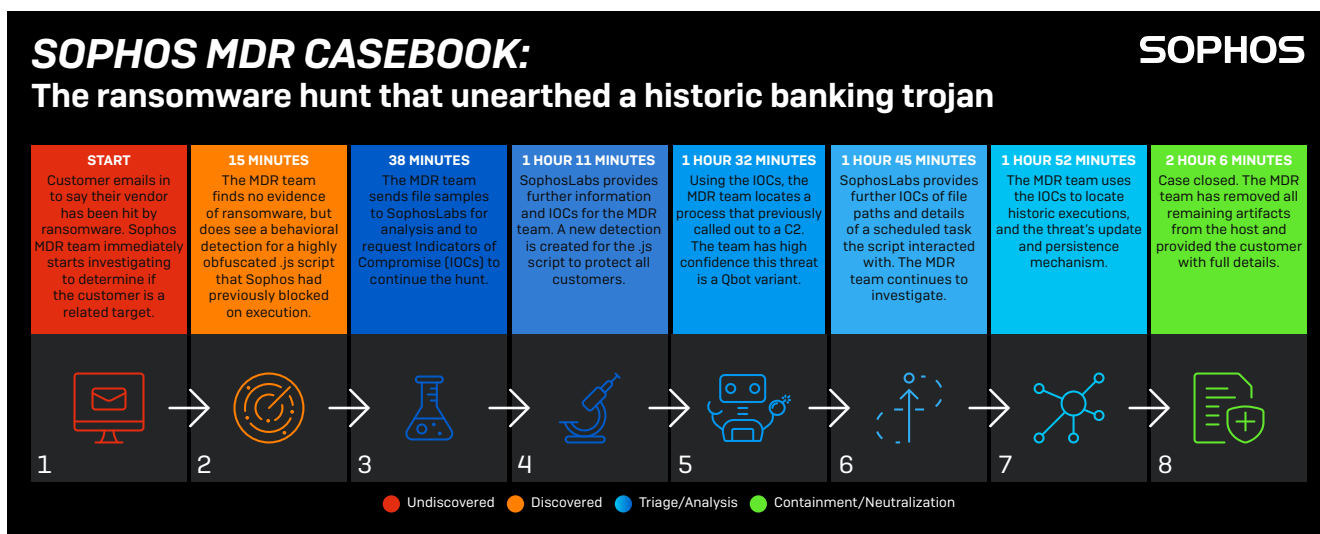 SOPHOS MDR CASEBOOK:
SOPHOS
The ransomware hunt that unearthed a historic banking trojan
START
Customer emails in
to say their vendor
has been hit by
ransomware. Sophos
MDR team immediately
starts investigating
to determine if
the customer is a
related target.
15 MINUTES
The MDR team
finds no evidence
of ransomware, but
does see a behavioral
detection for a highly
obfuscated .js script
that Sophos had
previously blocked
on execution.
38 MINUTES
The MDR team
sends file samples
to SophosLabs for
analysis and to
request Indicators of
Compromise (IOCs) to
continue the hunt.
1 HOUR 11 MINUTES
SophosLabs provides
further information
and IOCs for the MDR
team. A new detection
is created for the .js
script to protect all
customers.
1 HOUR 32 MINUTES
Using the IOCs, the
MDR team locates a
process that previously
called out to a C2.
The team has high
confidence this threat
is a Qbot variant.
1 HOUR 45 MINUTES
SophosLabs provides
further IOCs of file
paths and details
of a scheduled task
the script interacted
with. The MDR
team continues to
investigate.
1 HOUR 52 MINUTES
The MDR team uses
the IOCs to locate
historic executions,
and the threat's update
and persistence
mechanism.
2 HOUR 6 MINUTES
Case closed. The MDR
team has removed all
remaining artifacts
from the host and
provided the customer
with full details.
1
2
3
4
5
6
7
8
Undiscovered
Discovered
Triage/Analysis
Containment/Neutralization